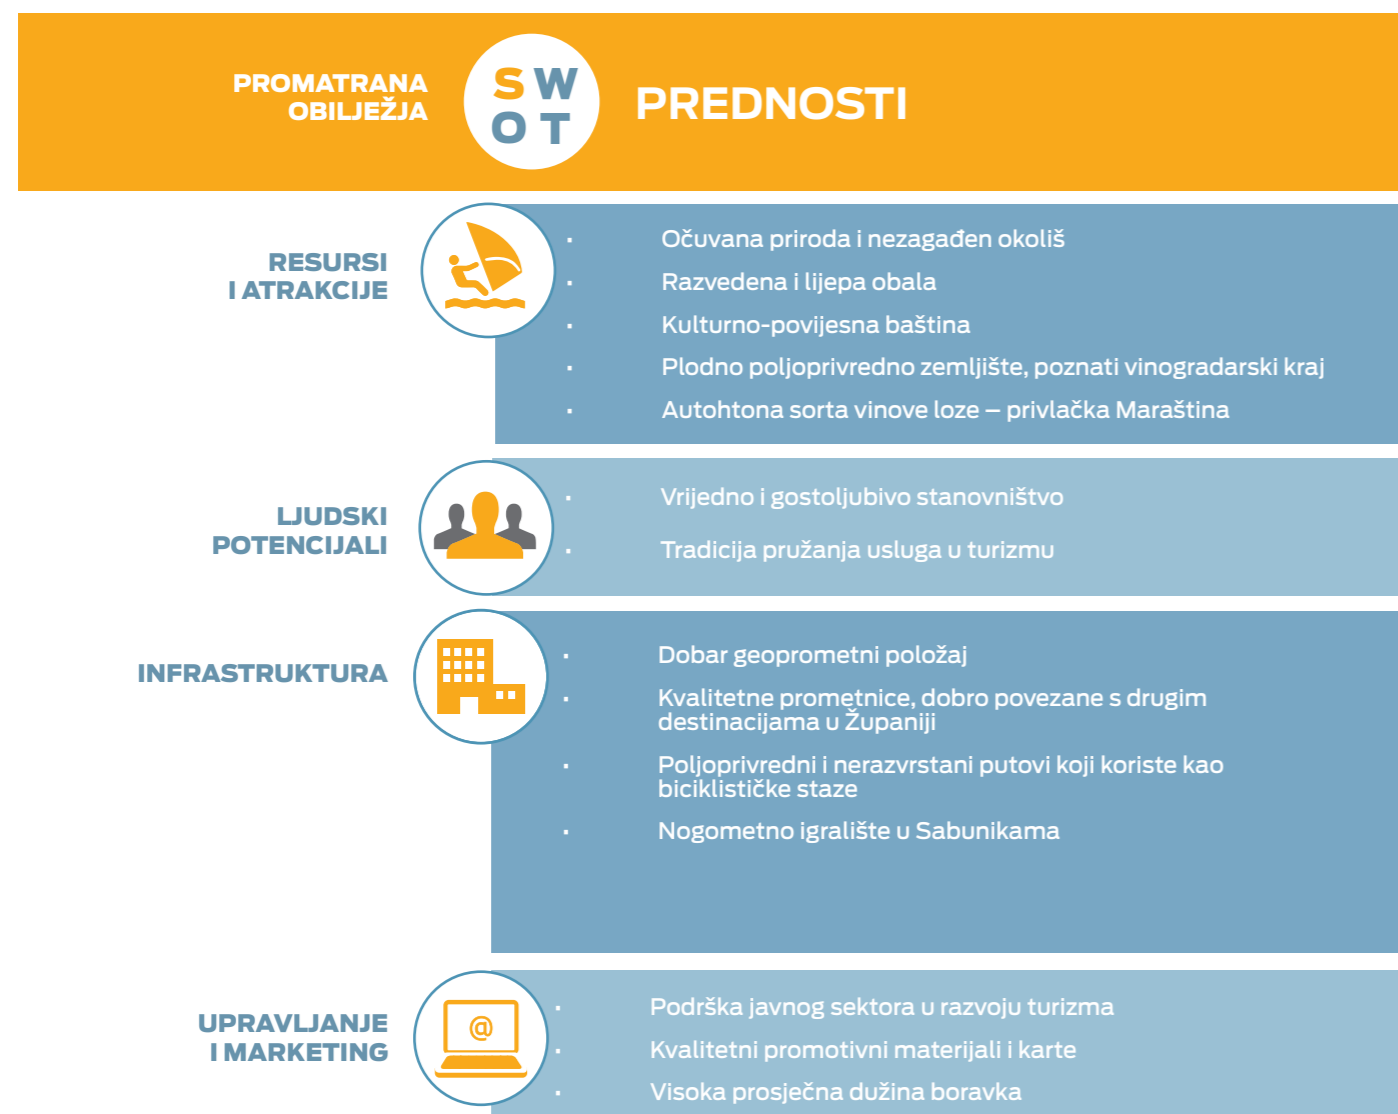 PROMATRANA
OBILJEŽJA
S W
O T
PREDNOSTI
RESURSI
I ATRAKCIJE
· Očuvana priroda i nezagađen okoliš
· Razvedena i lijepa obala
· Kulturno-povijesna baština
· Plodno poljoprivredno zemljište, poznati vinogradarski kraj
· Autohtona sorta vinove loze – privlačka Maraština
LJUDSKI
POTENCIJALI
· Vrijedno i gostoljubivo stanovništvo
· Tradicija pružanja usluga u turizmu
INFRASTRUKTURA
· Dobar geoprometni položaj
· Kvalitetne prometnice, dobro povezane s drugim
destinacijama u Županiji
· Poljoprivredni i nerazvrstani putovi koji koriste kao
biciklističke staze
· Nogometno igralište u Sabunikama
UPRAVLJANJE
I MARKETING
@
· Podrška javnog sektora u razvoju turizma
· Kvalitetni promotivni materijali i karte
· Visoka prosječna dužina boravka